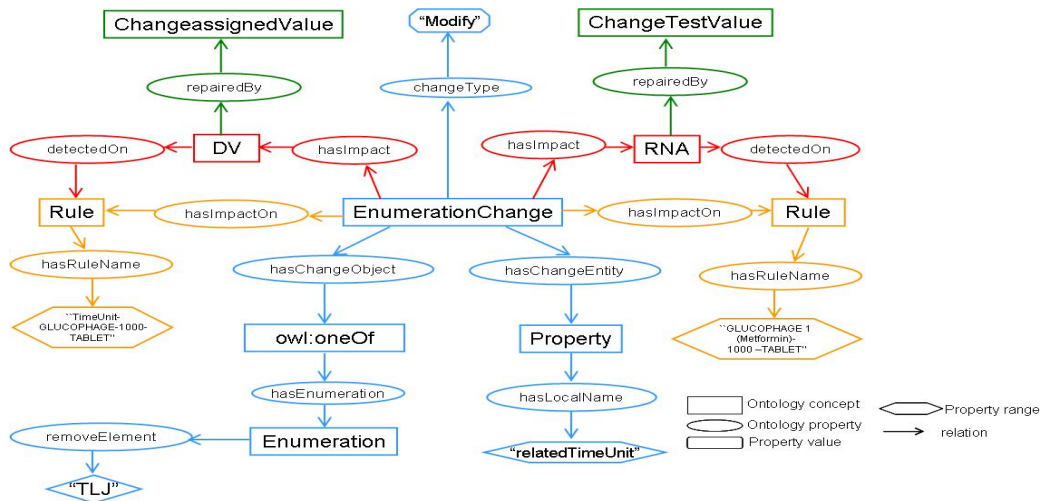 ChangeassignedValue
“Modify”
ChangeTestValue
repairedBy
changeType
repairedBy
detectedOn
DV
hasImpact
hasImpact
RNA
detectedOn
Rule
hasImpactOn
EnumerationChange
hasImpactOn
Rule
hasRuleName
hasChangeObject
hasChangeEntity
hasRuleName
``TimeUnit-
GLUCOPHAGE-1000-
TABLET”
owl:oneOf
Property
``GLUCOPHAGE 1
(Metformin)-
1000 –TABLET”
hasEnumeration
hasLocalName
Ontology concept
Property range
Ontology property
relation
Property value
removeElement
Enumeration
“relatedTimeUnit”
“TLJ”